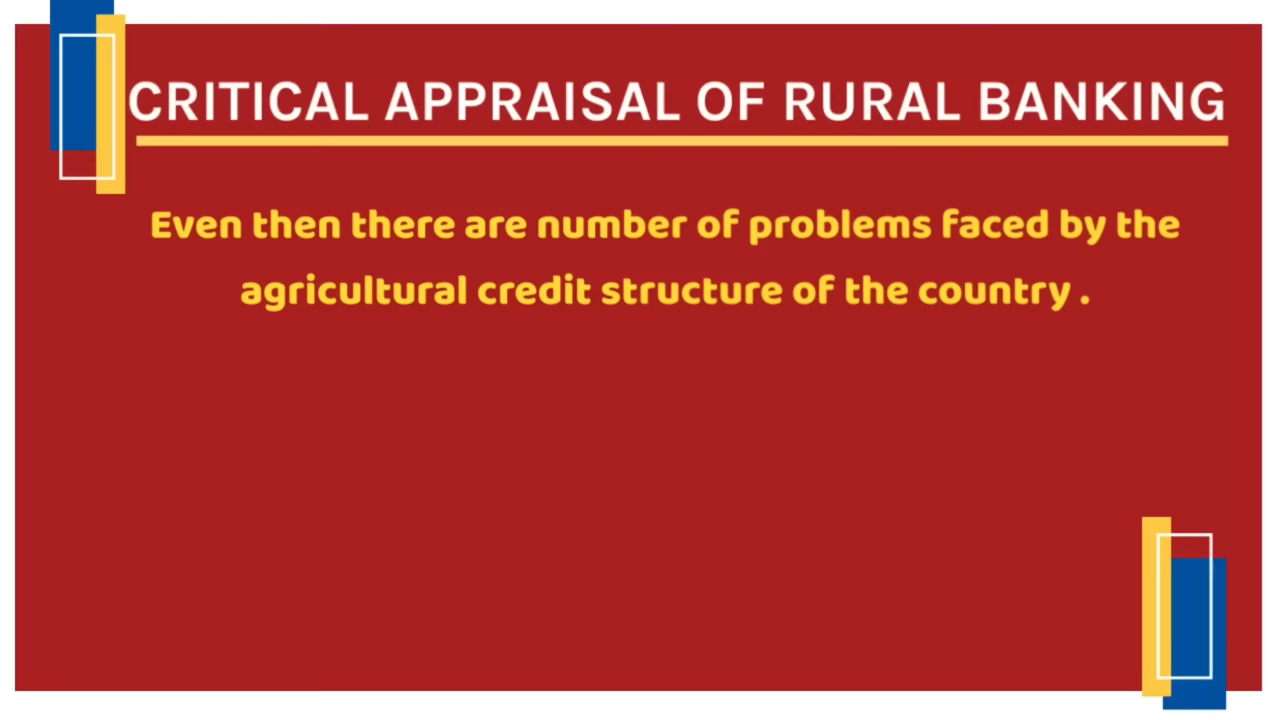 CRITICAL APPRAISAL OF RURAL BANKING
Even then there are number of problems faced by the
agricultural credit structure of the country .